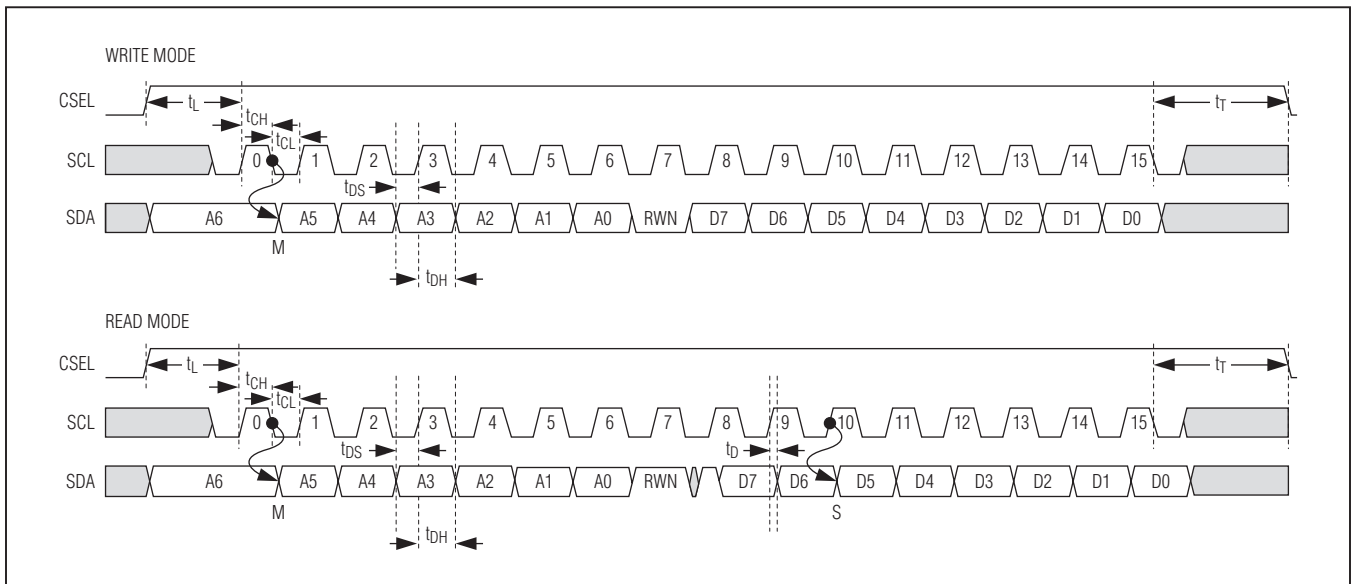 WRITE MODE
CSEL tL tT
tCH
tCL
SCL 0 1 2 3 4 5 6 7 8 9 10 11 12 13 14 15
tDS
SDA A6 A5 A4 A3 A2 A1 A0 RWN D7 D6 D5 D4 D3 D2 D1 D0
M
tDH
READ MODE
CSEL tL tT
tCH
tCL
SCL 0 1 2 3 4 5 6 7 8 9 10 11 12 13 14 15
tDS tD
SDA A6 A5 A4 A3 A2 A1 A0 RWN D7 D6 D5 D4 D3 D2 D1 D0
M S
tDH